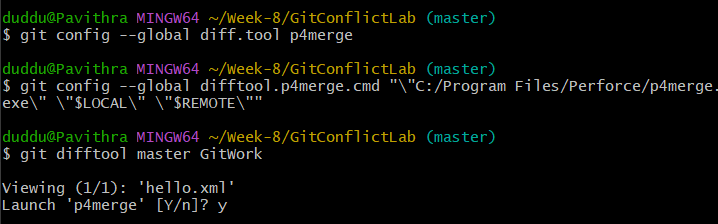 duddu@Pavithra MINGW64 ~/Week-8/GitConflictLab (master)
$ git config --global diff.tool p4merge
duddu@Pavithra MINGW64 ~/Week-8/GitConflictLab (master)
$ git config --global difftool.p4merge.cmd "\"C:/Program Files/Perforce/p4merge.
exe\" \"$LOCAL\" \"$REMOTE\""
duddu@Pavithra MINGW64 ~/Week-8/GitConflictLab (master)
$ git difftool master GitWork
Viewing (1/1): 'hello.xml'
Launch 'p4merge' [Y/n]? y